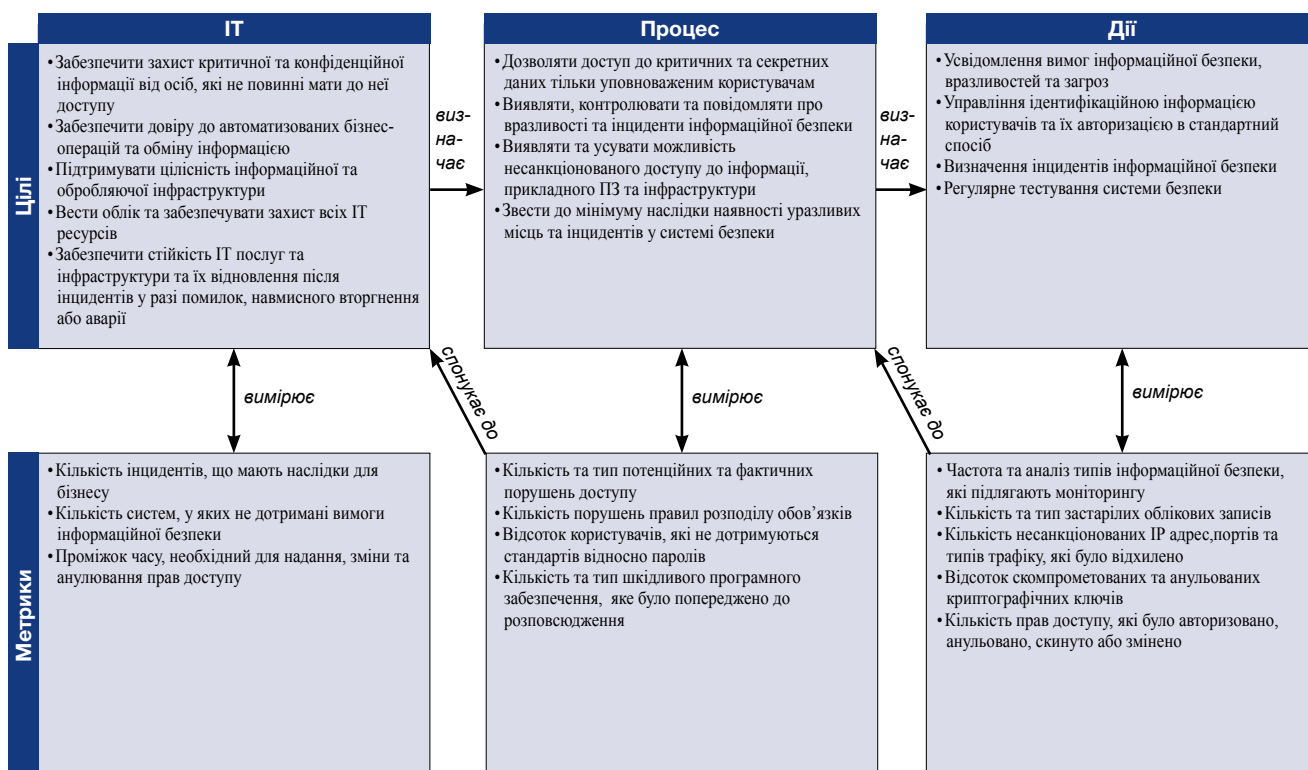 ІТ
Процес
Дії
Цілі
•Забезпечити захист критичної та конфіденційної
інформації від осіб, які не повинні мати до неї
доступу
•Забезпечити довіру до автоматизованих бізнес-
операцій та обміну інформацією
•Підтримувати цілісність інформаційної та
обробляючої інфраструктури
•Вести облік та забезпечувати захист всіх ІТ
ресурсів
•Забезпечити стійкість ІТ послуг та
інфраструктури та їх відновлення після
інцидентів у разі помилок, навмисного вторгнення
або аварії
виз-
на-
чає
•Дозволяти доступ до критичних та секретних
даних тільки уповноваженим користувачам
•Виявляти, контролювати та повідомляти про
вразливості та інциденти інформаційної безпеки
•Виявляти та усувати можливість
несанкціонованого доступу до інформації,
прикладного ПЗ та інфраструктури
•Звести до мінімуму наслідки наявності уразливих
місць та інцидентів у системі безпеки
виз-
на-
чає
•Усвідомлення вимог інформаційної безпеки,
вразливостей та загроз
•Управління ідентифікаційною інформацією
користувачів та їх авторизацією в стандартний
спосіб
•Визначення інцидентів інформаційної безпеки
•Регулярне тестування системи безпеки
вимірює
спонукає до
вимірює
спонукає до
вимірює
Метрики
•Кількість інцидентів, що мають наслідки для
бізнесу
•Кількість систем, у яких не дотримані вимоги
інформаційної безпеки
•Проміжок часу, необхідний для надання, зміни та
анулювання прав доступу
•Кількість та тип потенційних та фактичних
порушень доступу
•Кількість порушень правил розподілу обов’язків
•Відсоток користувачів, які не дотримуються
стандартів відносно паролів
•Кількість та тип шкідливого програмного
забезпечення, яке було попереджено до
розповсюдження
•Частота та аналіз типів інформаційної безпеки,
які підлягають моніторингу
•Кількість та тип застарілих облікових записів
•Кількість несанкціонованих IP адрес,портів та
типів трафіку, які було відхилено
•Відсоток скомпрометованих та анульованих
криптографічних ключів
•Кількість прав доступу, які було авторизовано,
анульовано, скинуто або змінено